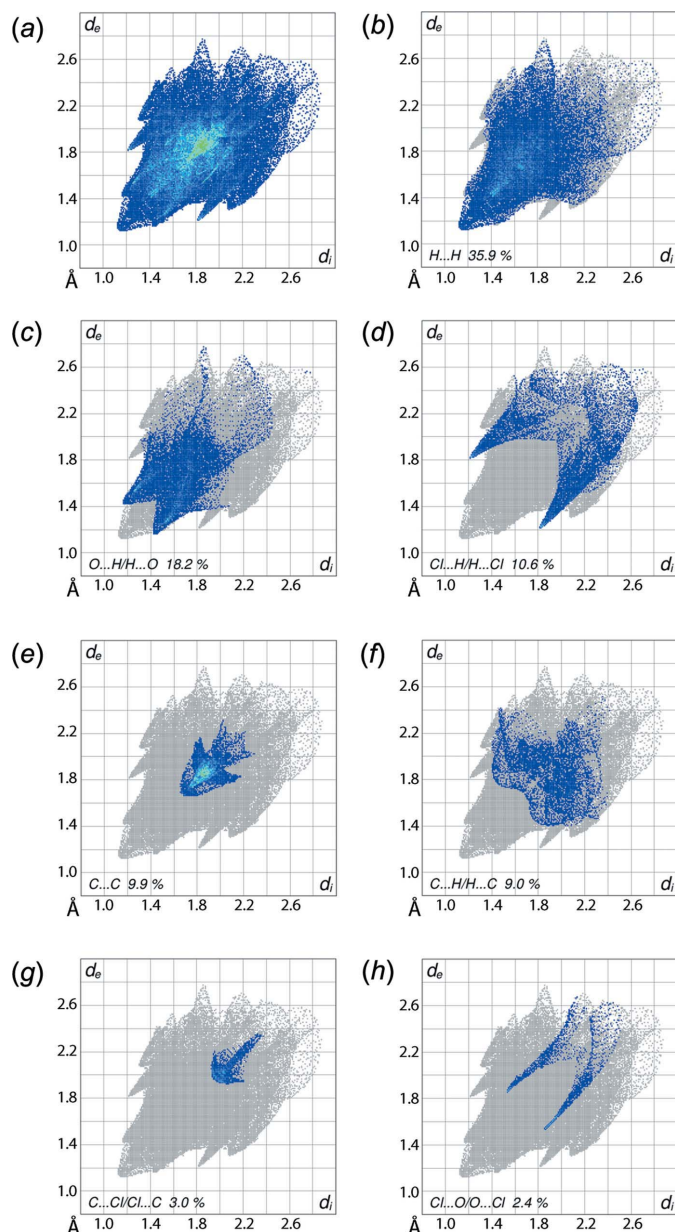 (a)
d_e
2.6
2.2
1.8
1.4
1.0
d_i
Å 1.0 1.4 1.8 2.2 2.6
(b)
d_e
2.6
2.2
1.8
1.4
1.0
H...H 35.9 % d_i
Å 1.0 1.4 1.8 2.2 2.6
(c)
d_e
2.6
2.2
1.8
1.4
1.0
O...H/H...O 18.2 % d_i
Å 1.0 1.4 1.8 2.2 2.6
(d)
d_e
2.6
2.2
1.8
1.4
1.0
Cl...H/H...Cl 10.6 % d_i
Å 1.0 1.4 1.8 2.2 2.6
(e)
d_e
2.6
2.2
1.8
1.4
1.0
C...C 9.9 % d_i
Å 1.0 1.4 1.8 2.2 2.6
(f)
d_e
2.6
2.2
1.8
1.4
1.0
C...H/H...C 9.0 % d_i
Å 1.0 1.4 1.8 2.2 2.6
(g)
d_e
2.6
2.2
1.8
1.4
1.0
C...Cl/Cl...C 3.0 % d_i
Å 1.0 1.4 1.8 2.2 2.6
(h)
d_e
2.6
2.2
1.8
1.4
1.0
Cl...O/O...Cl 2.4 % d_i
Å 1.0 1.4 1.8 2.2 2.6